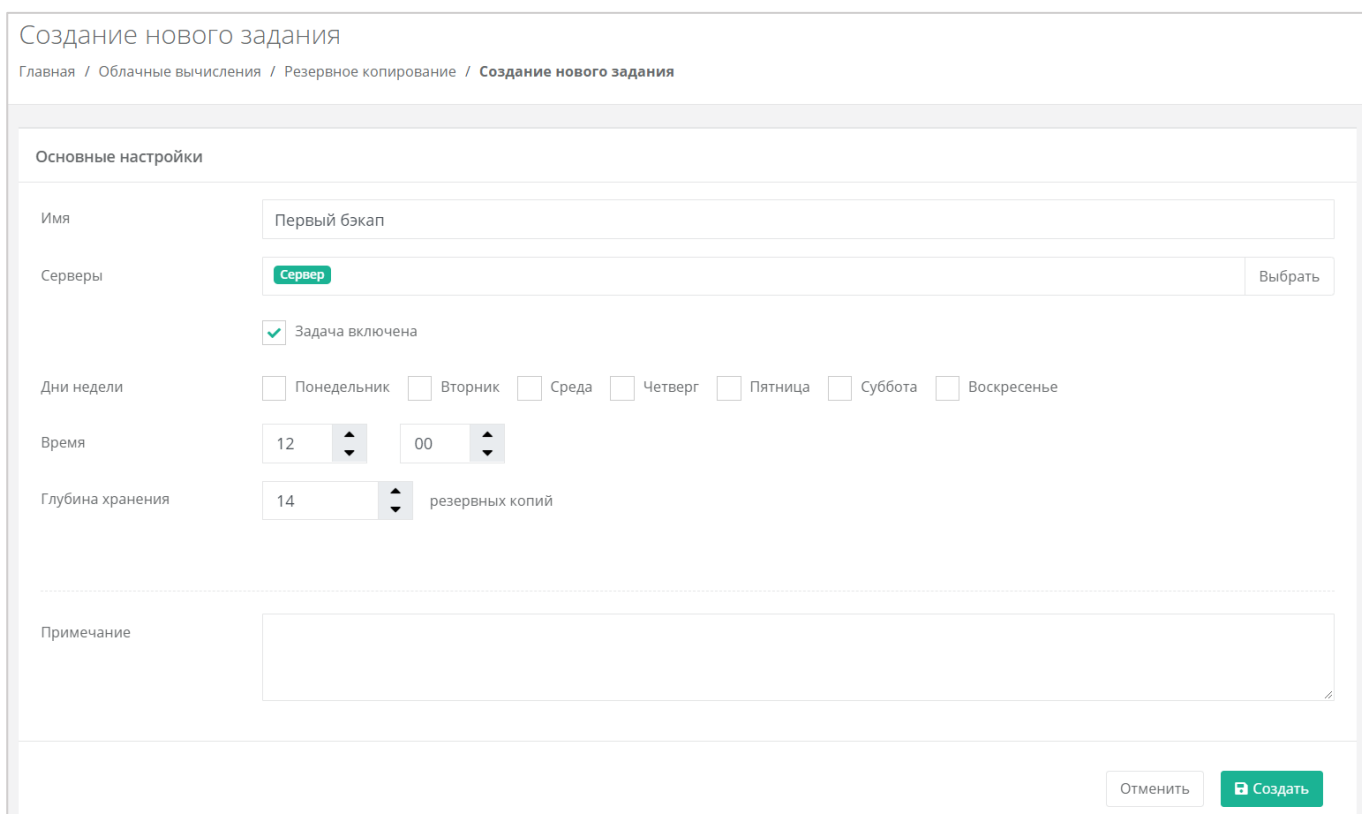 Создание нового задания
Главная / Облачные вычисления / Резервное копирование / Создание нового задания
Основные настройки
Имя Первый бэкап
Серверы Сервер Выбрать
Задача включена
Дни недели Понедельник Вторник Среда Четверг Пятница Суббота Воскресенье
Время 12 00
Глубина хранения 14 резервных копий
Примечание
Отменить Создать